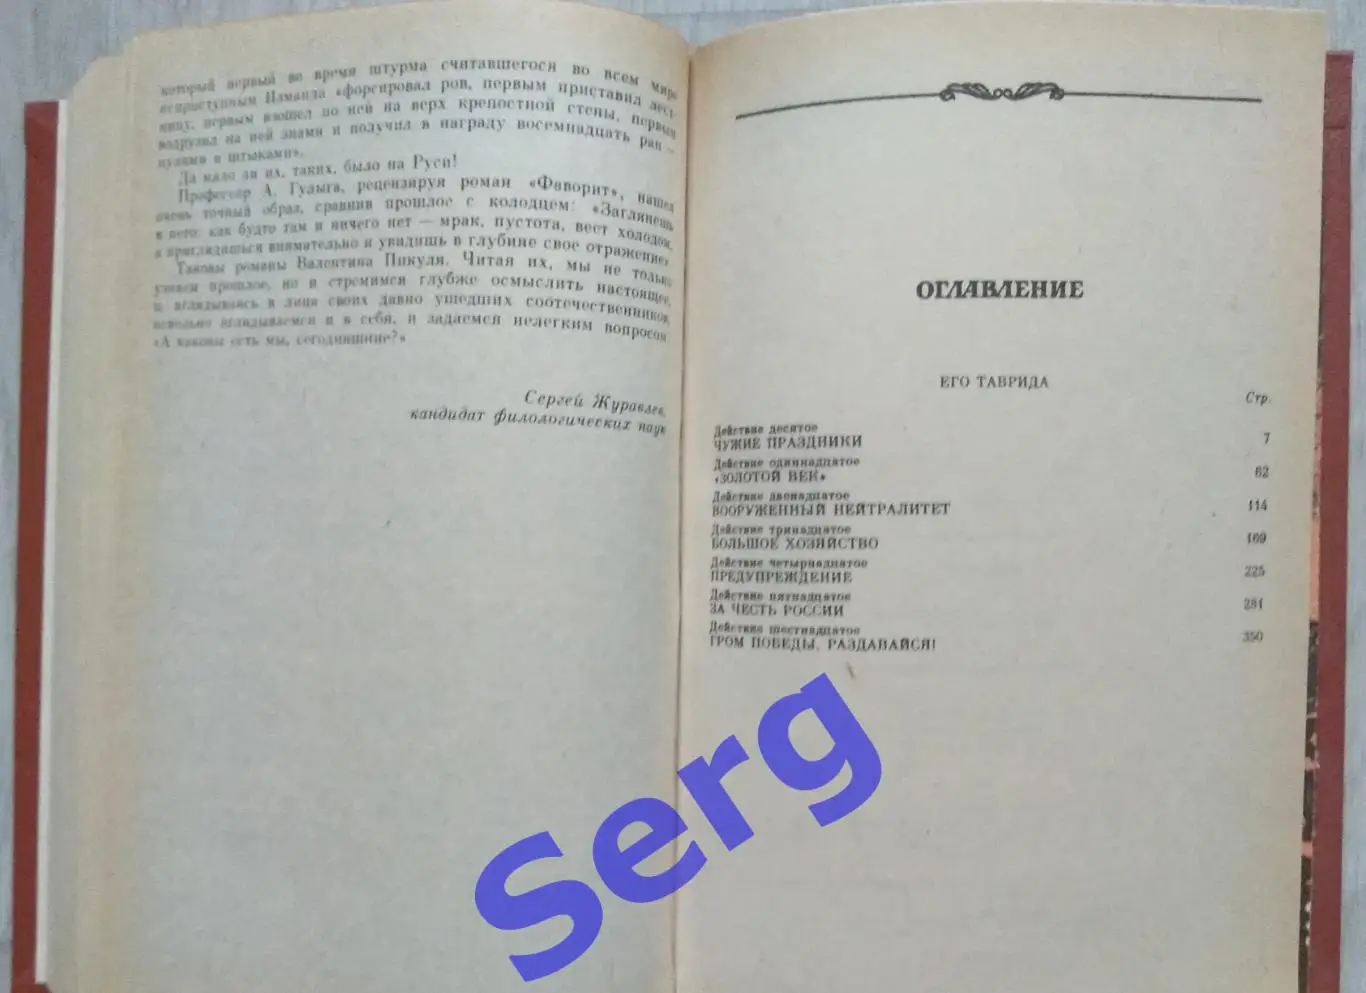 который первый во время штурма считавшегося во всем мире
неприступным Измаила «форсировал ров, первым приставил лест-
ницу, первым взошел по ней на верх крепостной стены, первым
водрузил на ней знамя и получил в награду восемнадцать ран —
пулями и штыками».
Да мало ли их, таких, было на Руси!
Профессор А. Гулыга, рецензируя роман «Фаворит», нашел
очень точный образ, сравнив прошлое с колодцем: «Заглянешь
в него: как будто там и ничего нет — мрак, пустота, веет холодом,
а приглядишься внимательно и увидишь в глубине свое отражение».
Таковы романы Валентина Пикуля. Читая их, мы не только
узнаем прошлое, но и стремимся глубже осмыслить настоящее,
и вглядываясь в лица своих давно ушедших соотечественников,
невольно вглядываемся и в себя, и задаемся нелегким вопросом
«А каковы есть мы, сегодняшние?»
Сергей Журавлев,
кандидат филологических наук
ОГЛАВЛЕНИЕ
ЕГО ТАВРИДА
Стр.
Действие десятое
ЧУЖИЕ ПРАЗДНИКИ 7
Действие одиннадцатое
«ЗОЛОТОЙ ВЕК» 62
Действие двенадцатое
ВООРУЖЕННЫЙ НЕЙТРАЛИТЕТ 114
Действие тринадцатое
БОЛЬШОЕ ХОЗЯЙСТВО 169
Действие четырнадцатое
ПРЕДУПРЕЖДЕНИЕ 225
Действие пятнадцатое
ЗА ЧЕСТЬ РОССИИ 281
Действие шестнадцатое
ГРОМ ПОБЕДЫ, РАЗДАВАЙСЯ! 350
Serg